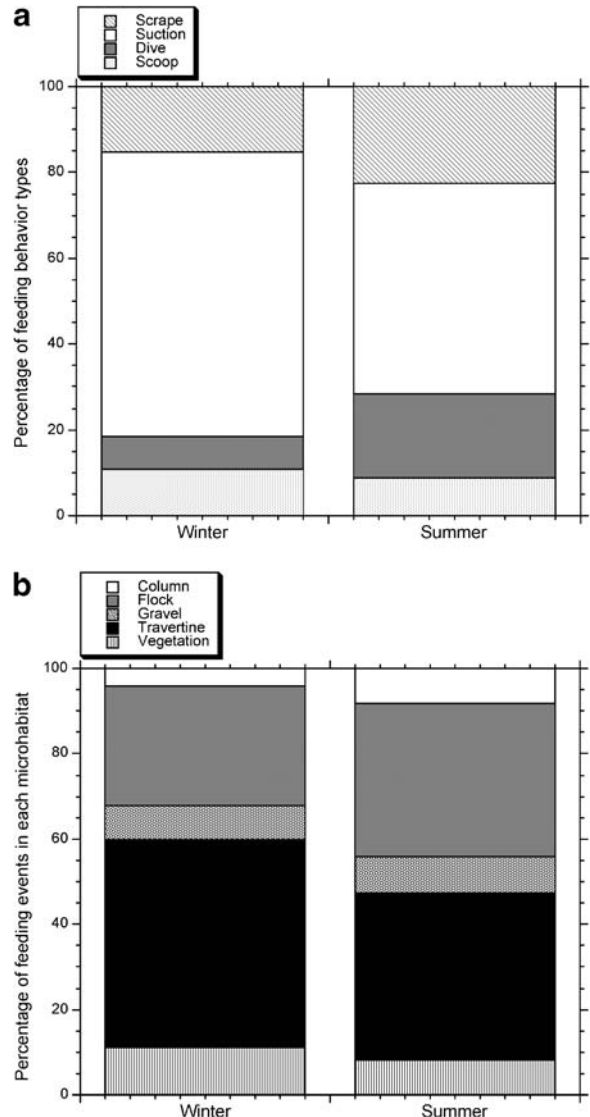 a
Scrape
Suction
Dive
Scoop
Percentage of feeding behavior types
100
80
60
40
20
0
Winter Summer
b
Column
Flock
Gravel
Travertine
Vegetation
Percentage of feeding events in each microhabitat
100
80
60
40
20
0
Winter Summer